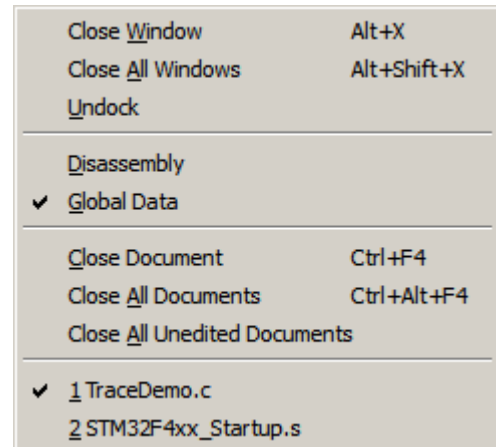 Close Window Alt+X
Close All Windows Alt+Shift+X
Undock
Disassembly
Global Data
Close Document Ctrl+F4
Close All Documents Ctrl+Alt+F4
Close All Unedited Documents
1 TraceDemo.c
2 STM32F4xx_Startup.s